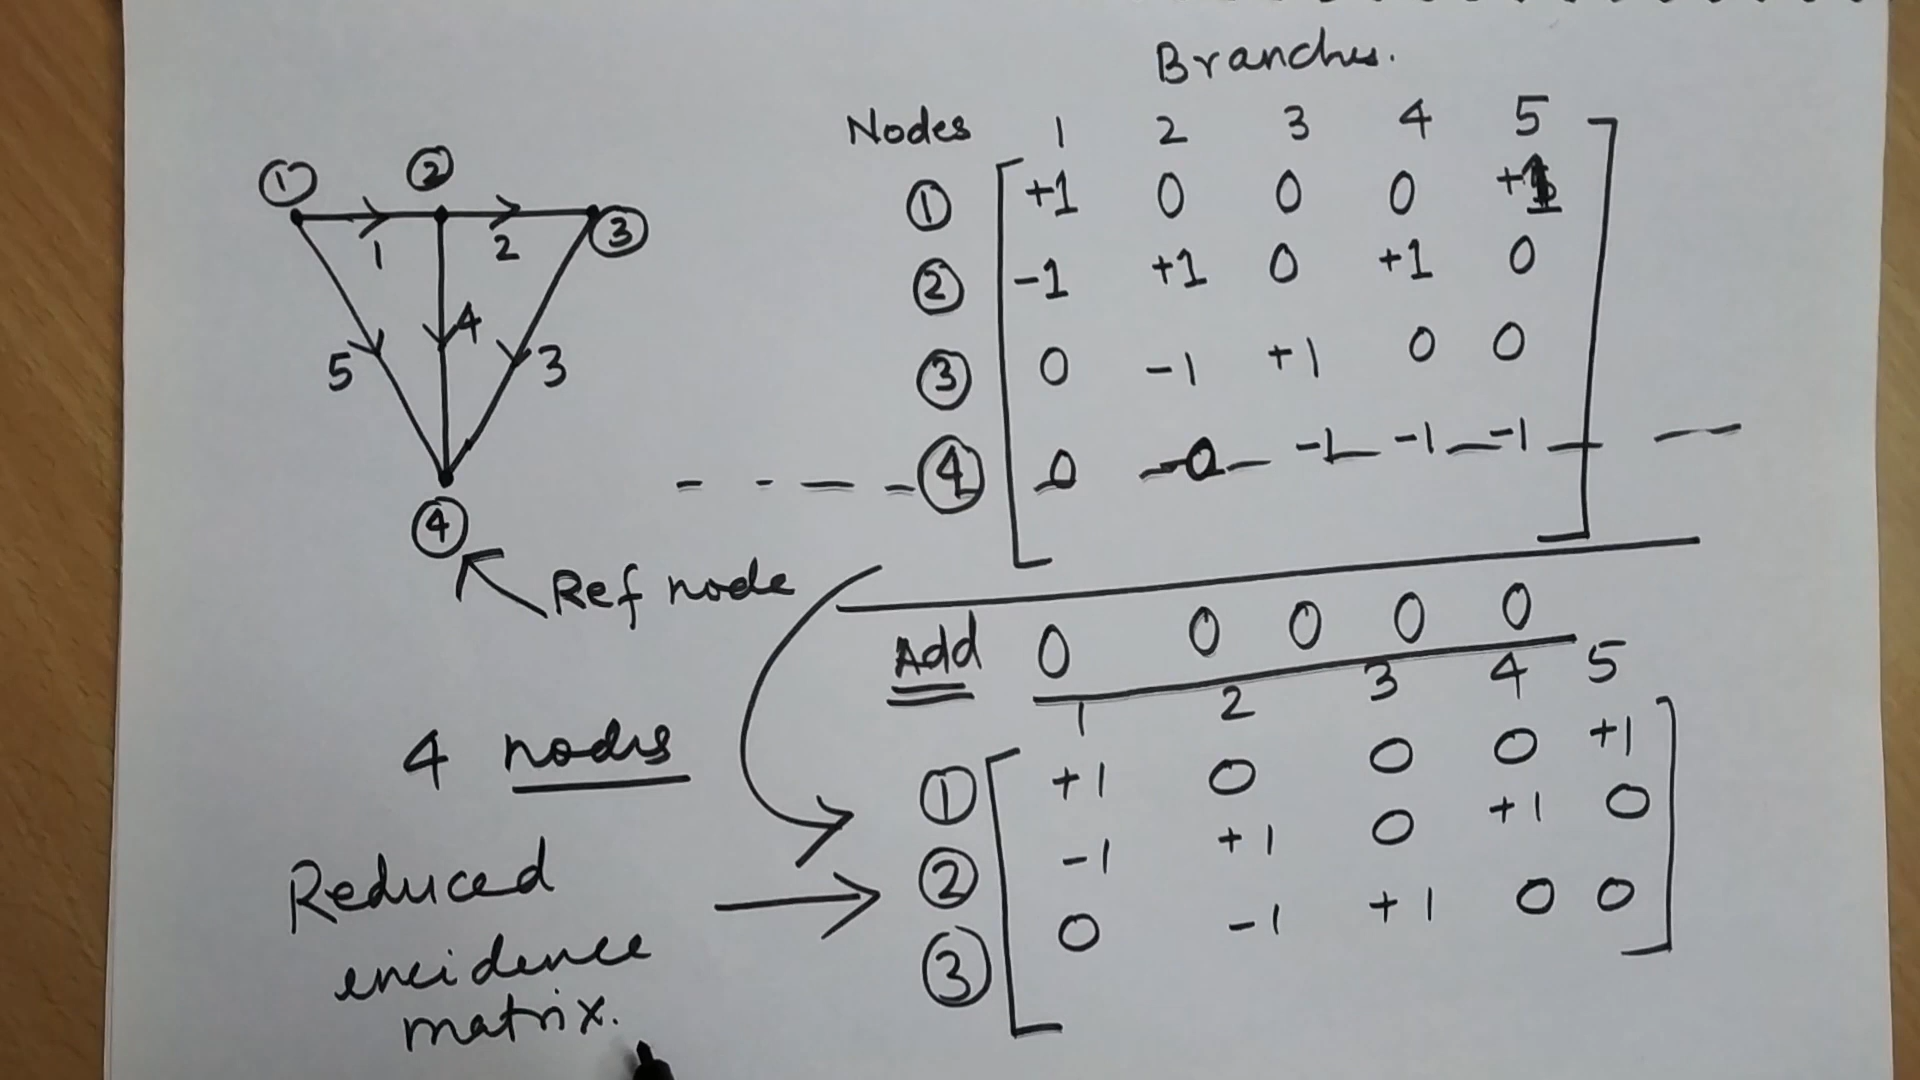 Branches.
Nodes 1 2 3 4 5
① +1 0 0 0 +1
② -1 +1 0 +1 0
③ 0 -1 +1 0 0
④ 0 0 -1 -1 -1
Add 0 0 0 0 0
1 2 3 4 5
① +1 0 0 0 +1
② -1 +1 0 +1 0
③ 0 -1 +1 0 0
① ② ③
1 2
5 4 3
④
Ref node
4 nodes
Reduced
incidence
matrix.